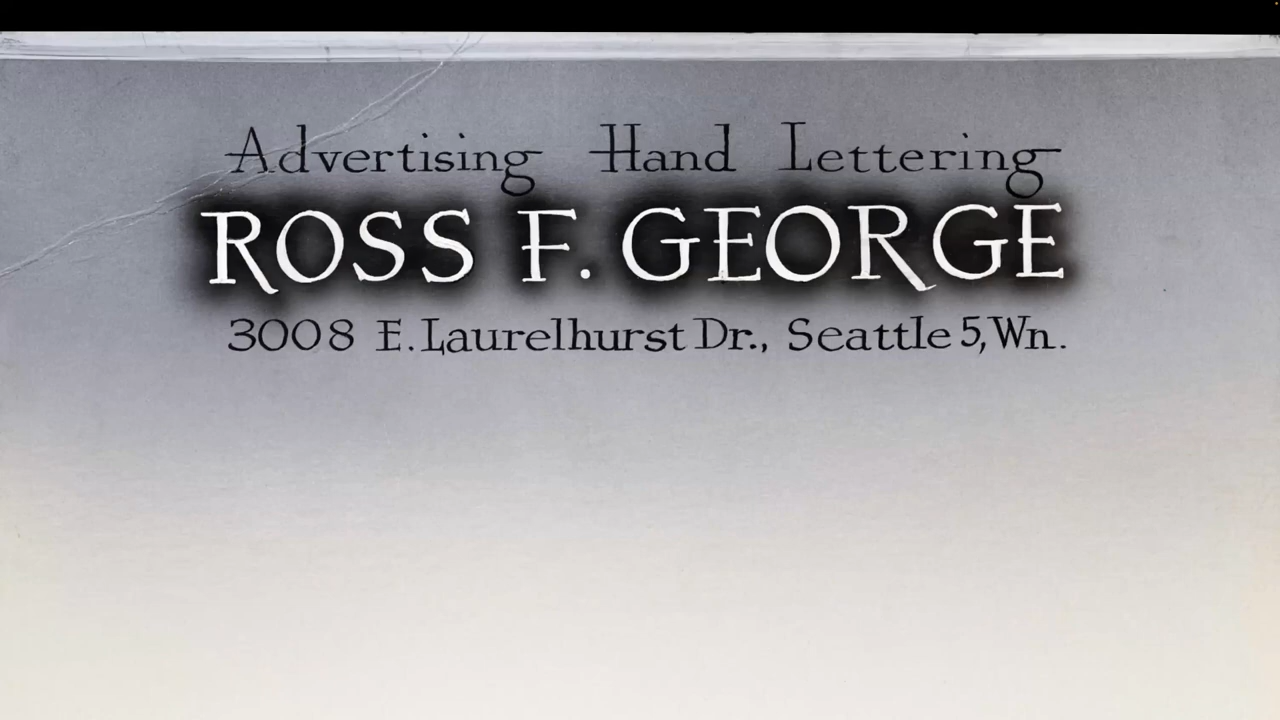 Advertising Hand Lettering
ROSS F. GEORGE
3008 E. Laurelhurst Dr., Seattle 5, Wn.